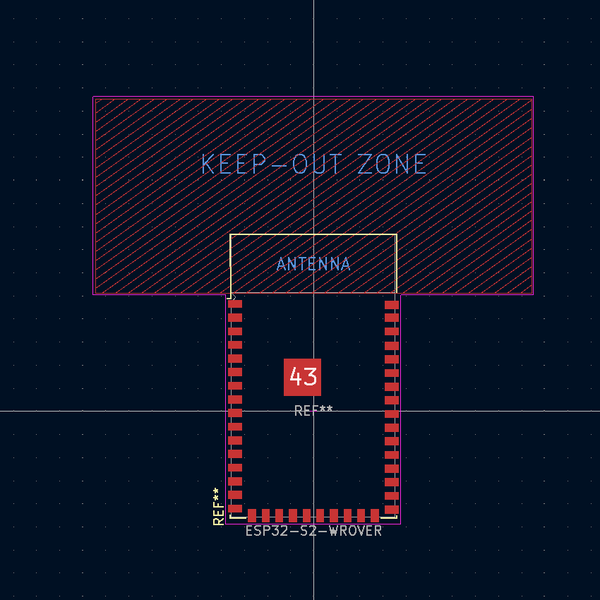 KEEP-OUT ZONE
ANTENNA
43
REF**
REF**
ESP32-S2-WROVER